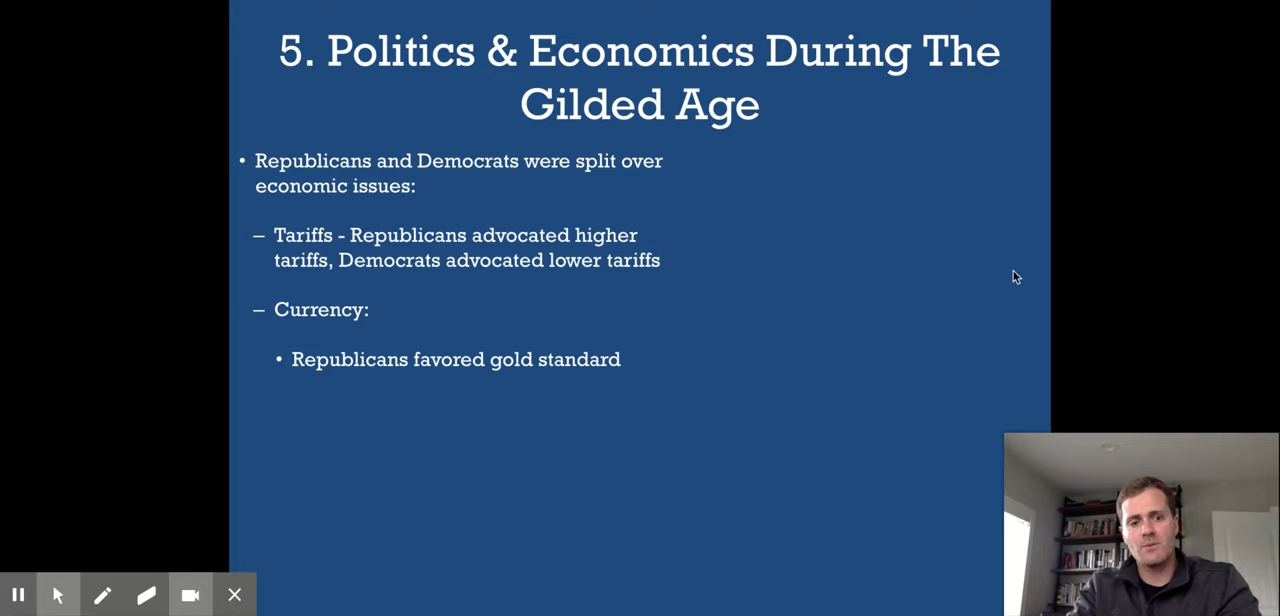 5. Politics & Economics During The
Gilded Age
• Republicans and Democrats were split over
economic issues:
– Tariffs - Republicans advocated higher
tariffs, Democrats advocated lower tariffs
– Currency:
• Republicans favored gold standard